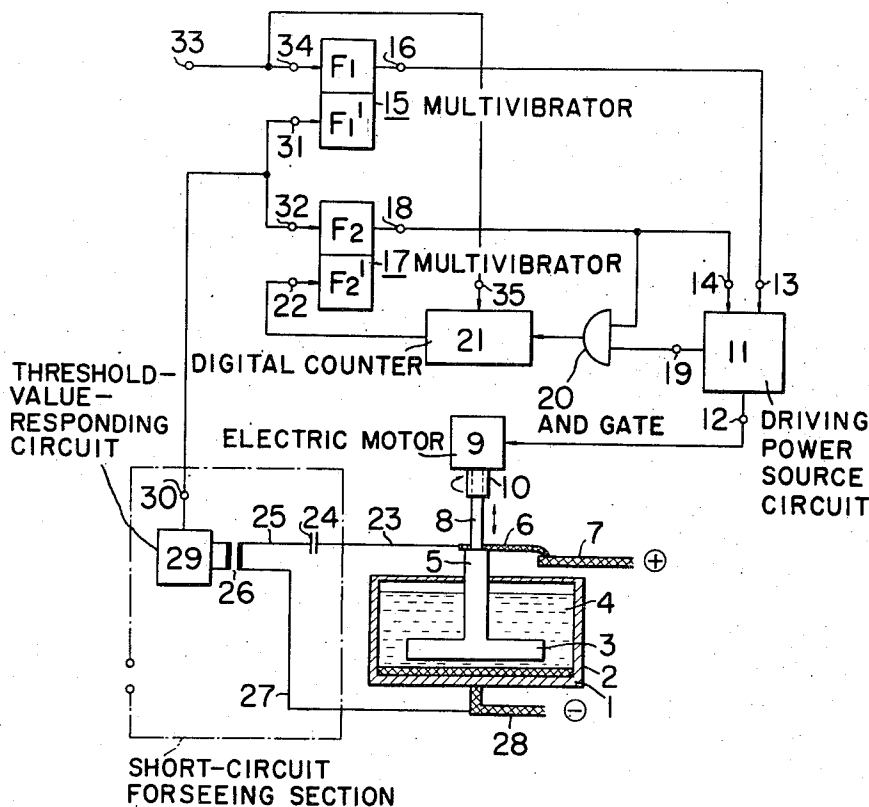 33
34
F1
16
F1'
15 MULTIVIBRATOR
31
32
F2
18
F2'
17 MULTIVIBRATOR
22
35
14
13
21
20
19
11
DIGITAL COUNTER
AND GATE
12
DRIVING
POWER
SOURCE
CIRCUIT
THRESHOLD-
VALUE-
RESPONDING
CIRCUIT
ELECTRIC MOTOR
9
10
30
25
24
23
8
6
7
+
5
29
26
4
3
2
1
27
28
−
SHORT-CIRCUIT
FORSEEING SECTION